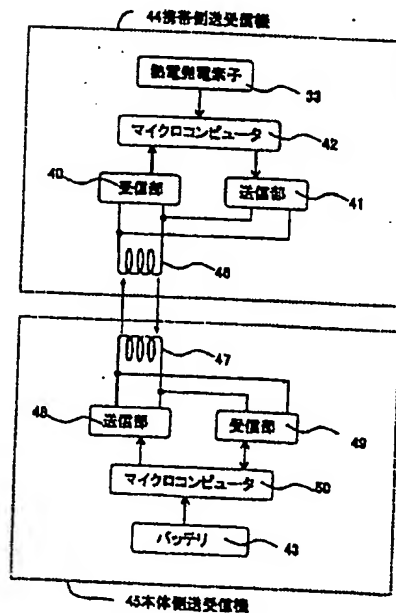 44携帯側送受信機
熱電発電素子
33
マイクロコンピュータ
42
40
受信部
送信部
41
46
47
48
送信部
受信部
49
マイクロコンピュータ
50
バッテリ
43
45本体側送受信機